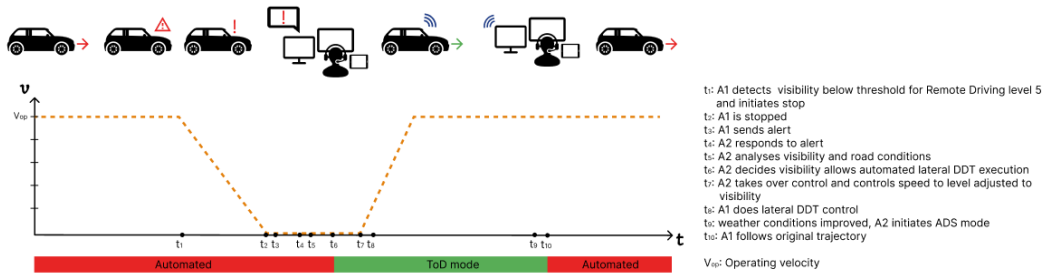 !
υ
Vop
t1
t2
t3
t4
t5
t6
t7
t8
t9
t10
t
Automated
ToD mode
Automated
t1: A1 detects visibility below threshold for Remote Driving level 5
and initiates stop
t2: A1 is stopped
t3: A1 sends alert
t4: A2 responds to alert
t5: A2 analyses visibility and road conditions
t6: A2 decides visibility allows automated lateral DDT execution
t7: A2 takes over control and controls speed to level adjusted to
visibility
t8: A1 does lateral DDT control
t9: weather conditions improved, A2 initiates ADS mode
t10: A1 follows original trajectory
Vop: Operating velocity